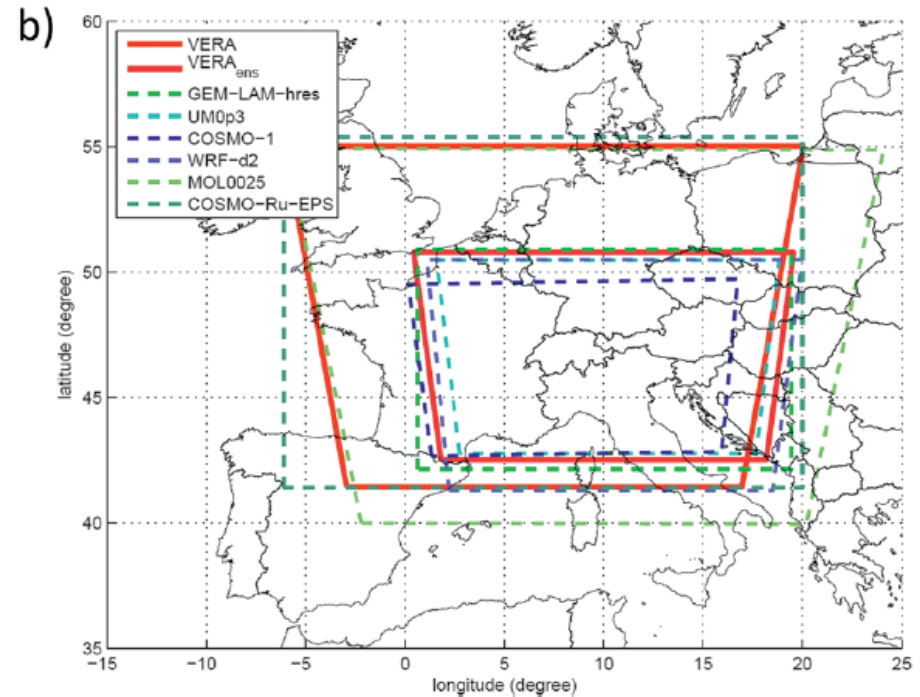 b)
60
55
50
45
40
35
latitude (degree)
VERA
VERA_ens
GEM-LAM-hres
UM0p3
COSMO-1
WRF-d2
MOL0025
COSMO-Ru-EPS
-15 -10 -5 0 5 10 15 20 25
longitude (degree)